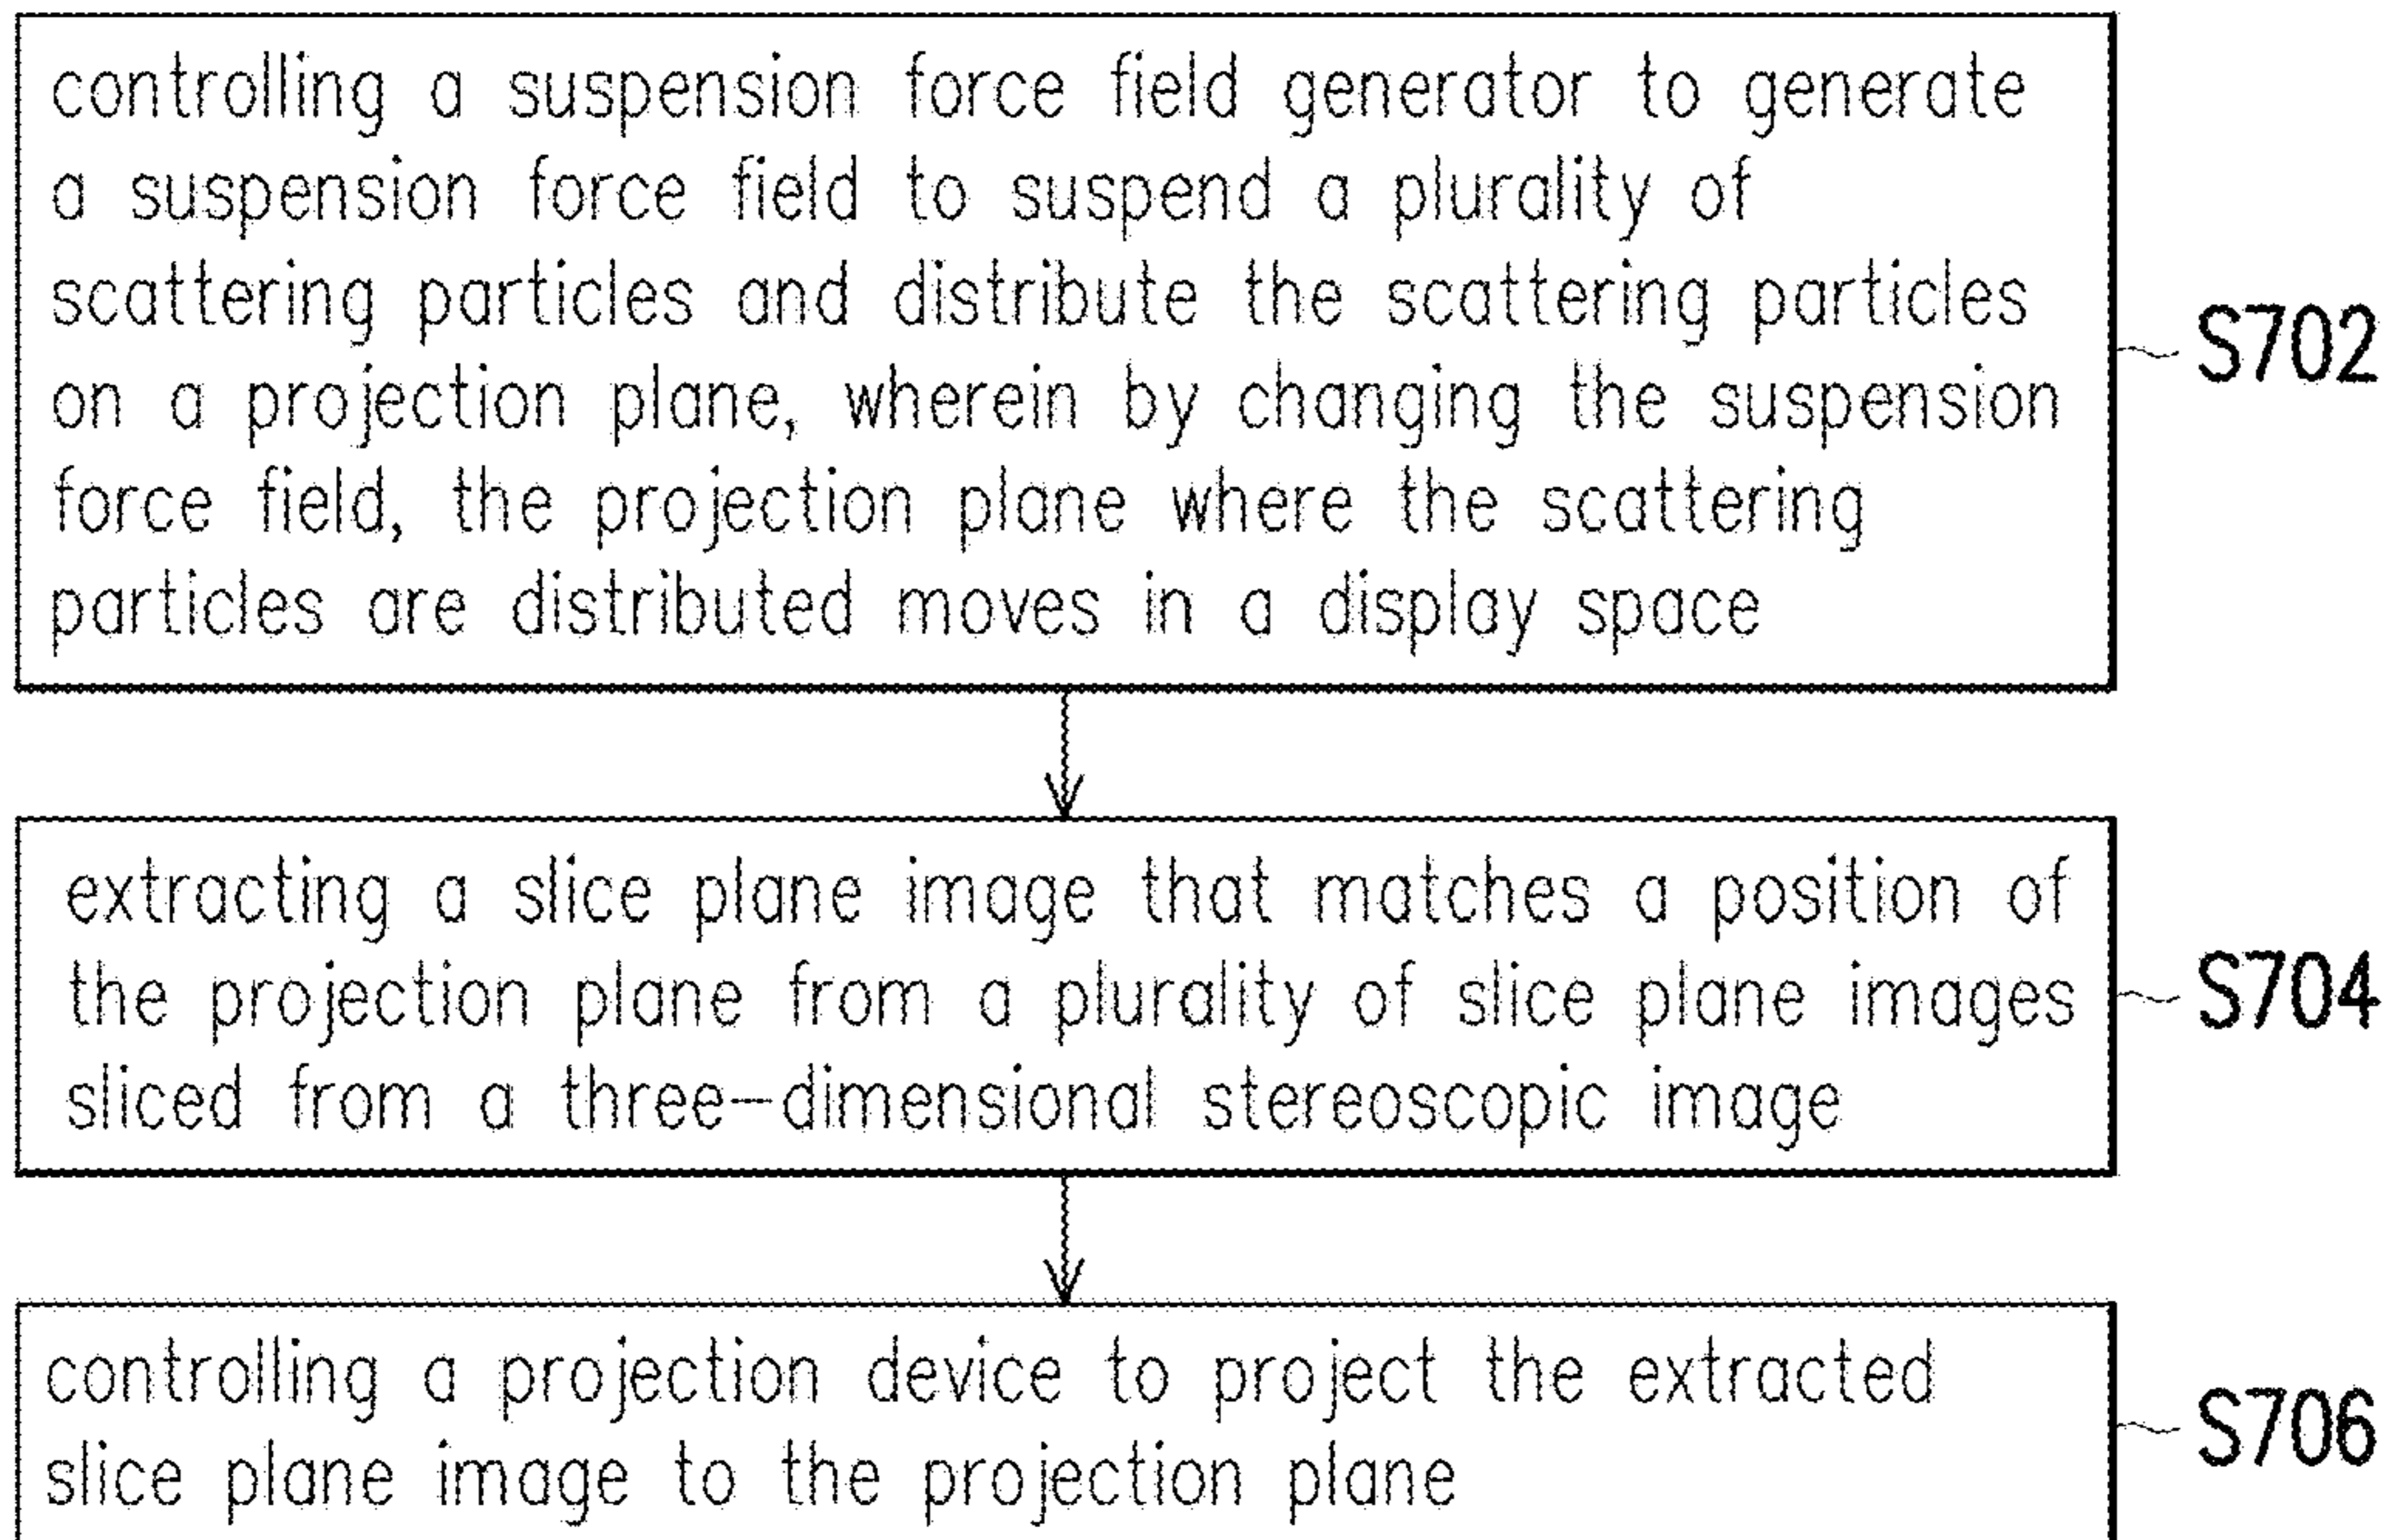 controlling a suspension force field generator to generate
a suspension force field to suspend a plurality of
scattering particles and distribute the scattering particles
on a projection plane, wherein by changing the suspension
force field, the projection plane where the scattering
particles are distributed moves in a display space
S702
extracting a slice plane image that matches a position of
the projection plane from a plurality of slice plane images
sliced from a three-dimensional stereoscopic image
S704
controlling a projection device to project the extracted
slice plane image to the projection plane
S706